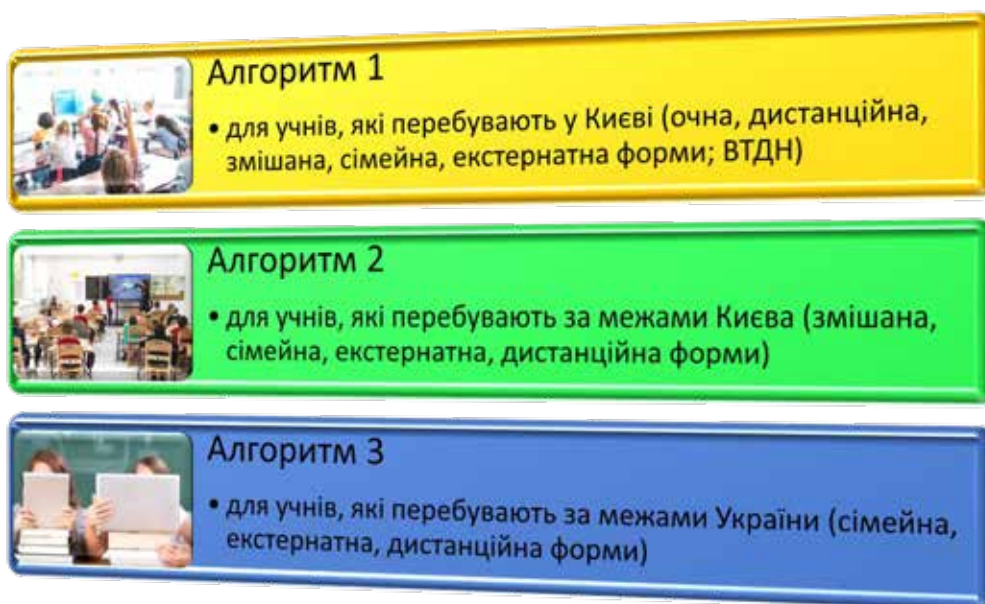 Алгоритм 1
• для учнів, які перебувають у Києві (очна, дистанційна,
змішана, сімейна, екстернатна форми; ВТДН)
Алгоритм 2
• для учнів, які перебувають за межами Києва (змішана,
сімейна, екстернатна, дистанційна форми)
Алгоритм 3
• для учнів, які перебувають за межами України (сімейна,
екстернатна, дистанційна форми)